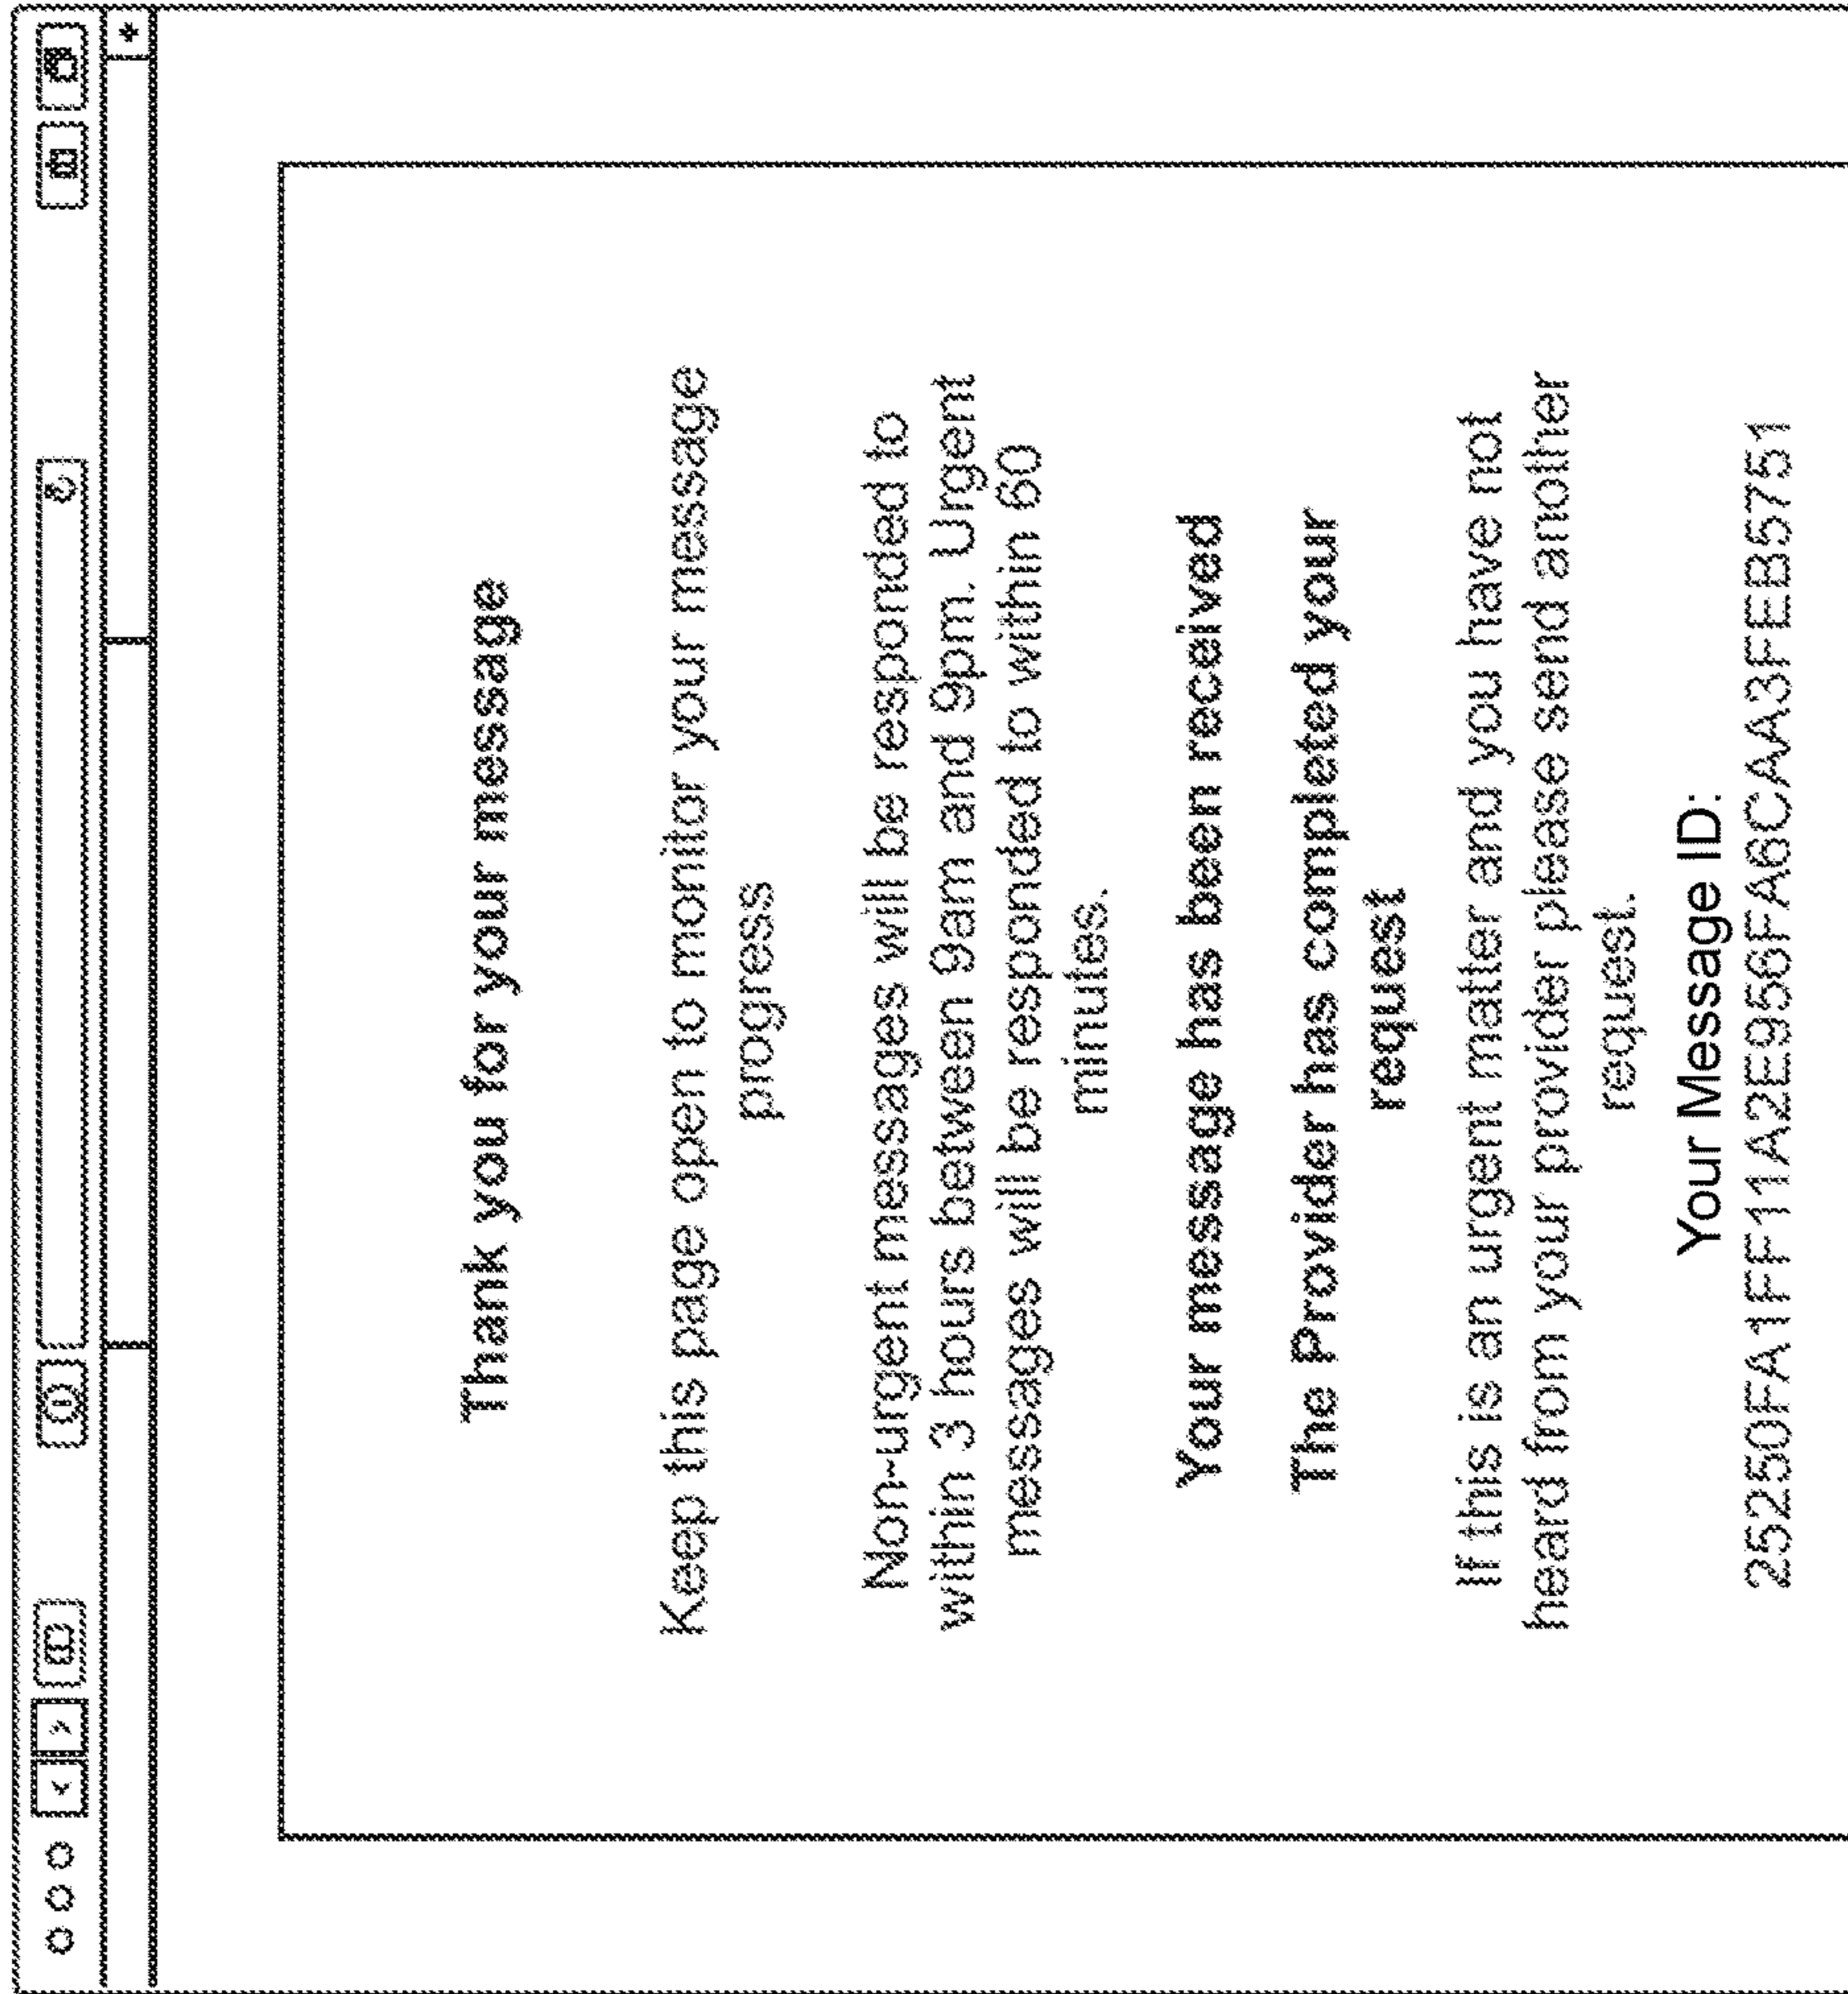 Thank you for your message
Keep this page open to monitor your message
progress
Non-urgent messages will be responded to
within 3 hours between 9am and 9pm. Urgent
messages will be responded to within 60
minutes.
Your message has been received
The Provider has completed your
request
If this is an urgent matter and you have not
heard from your provider please send another
request.
Your Message ID:
25250FA1FF11A2E956FA6CAA3FEB5751